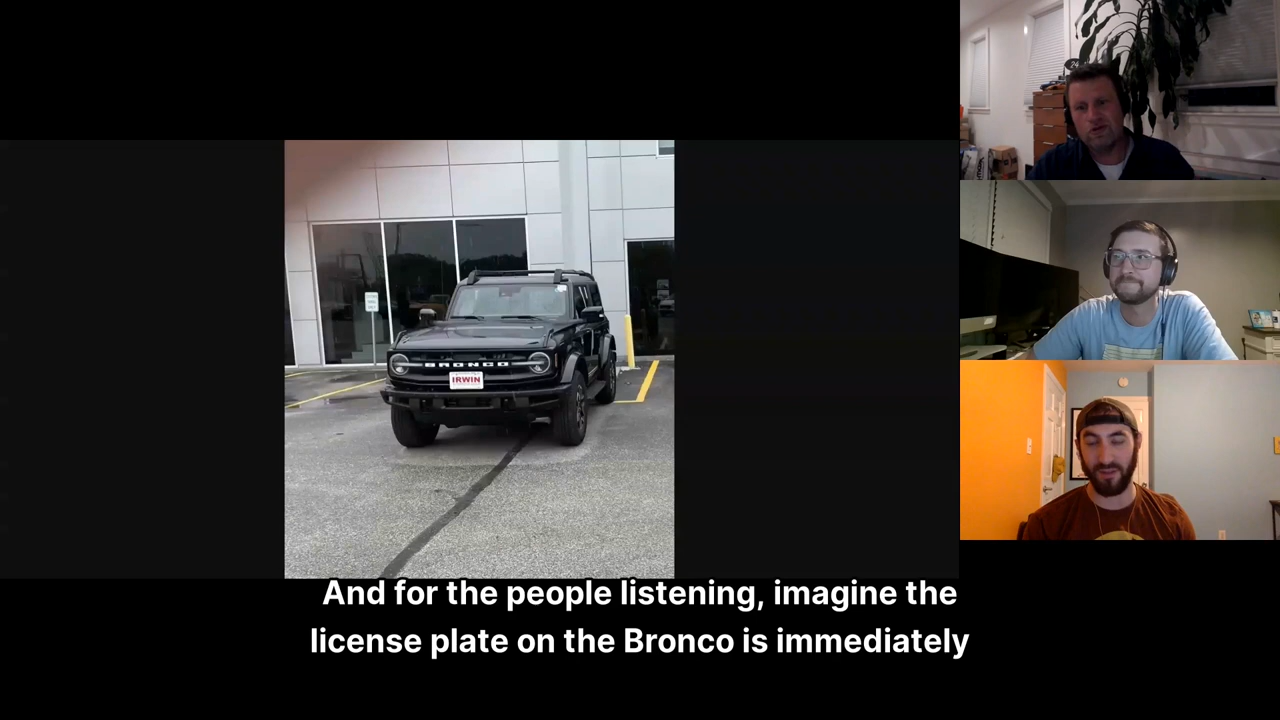 BRONCO
IRWIN
And for the people listening, imagine the
license plate on the Bronco is immediately